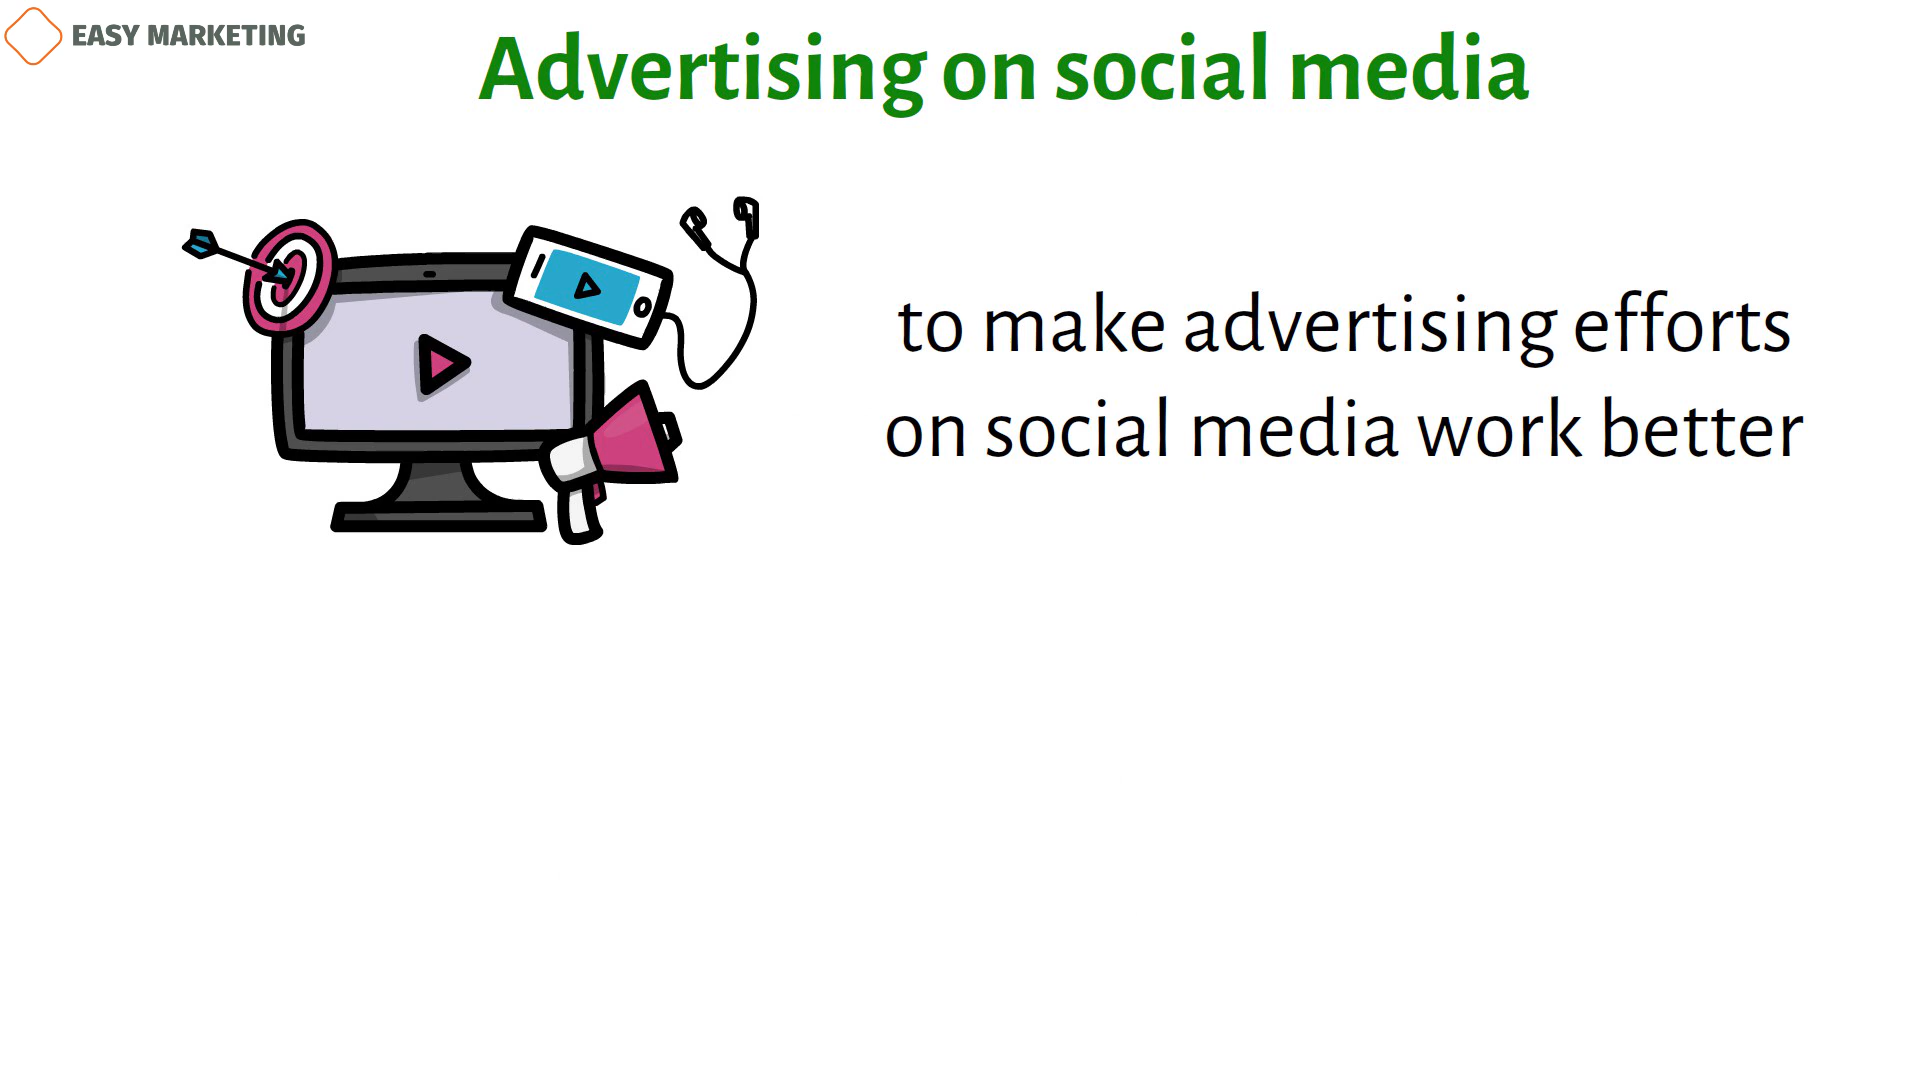 EASY MARKETING
Advertising on social media
to make advertising efforts
on social media work better